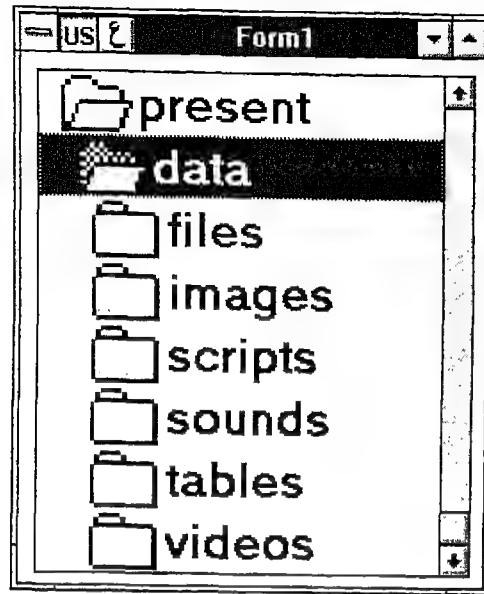 US ع Form1
present
data
files
images
scripts
sounds
tables
videos